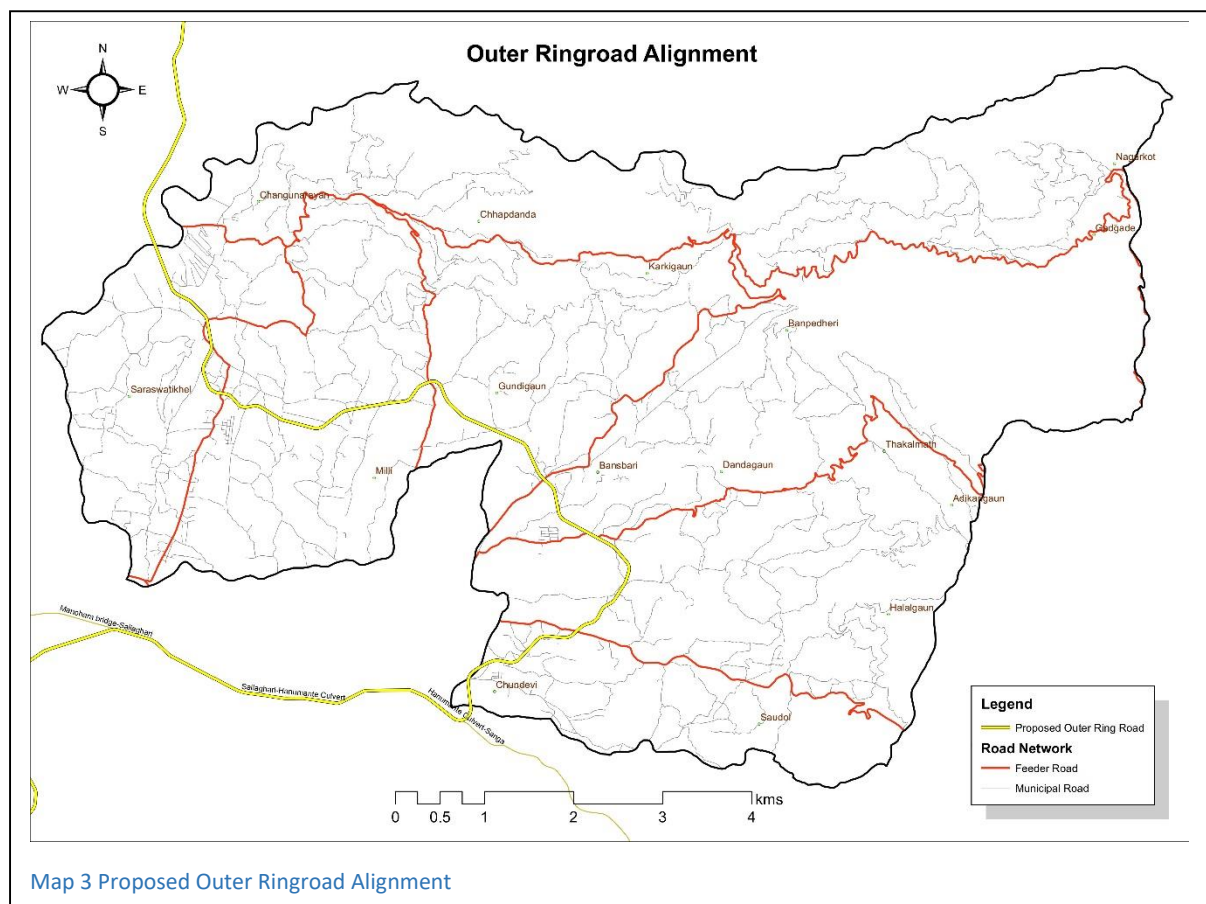 Outer Ringroad Alignment
N
W E
S
Nagarkot
Changunarayan
Chhapdanda
Gadgade
Karkigaun
Banpedheri
Saraswatikhel
Gundigaun
Thakalmath
Milli
Bansbari
Dandagaun
Adikarigaun
Halalgaun
Manohara bridge-Sallaghari
Sallaghari-Hanumante Culvert
Hanumante Culvert-Sanga
Chundevi
Saudol
Legend
Proposed Outer Ring Road
Road Network
Feeder Road
Municipal Road
kms
0 0.5 1 2 3 4
Map 3 Proposed Outer Ringroad Alignment